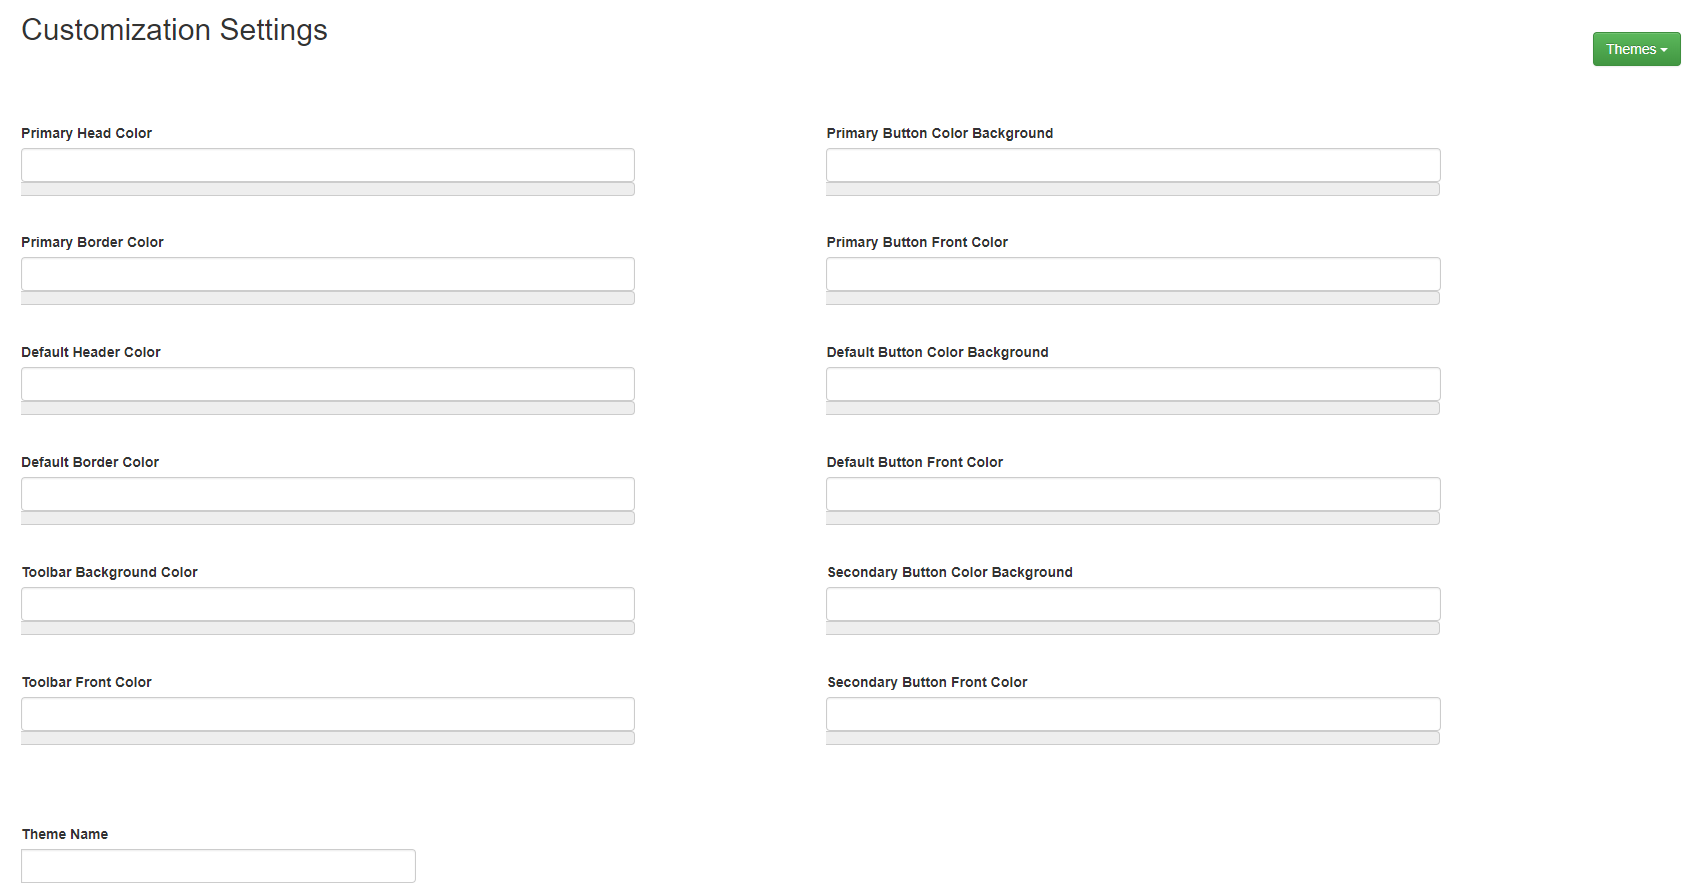 Customization Settings
Themes
Primary Head Color
Primary Button Color Background
Primary Border Color
Primary Button Front Color
Default Header Color
Default Button Color Background
Default Border Color
Default Button Front Color
Toolbar Background Color
Secondary Button Color Background
Toolbar Front Color
Secondary Button Front Color
Theme Name